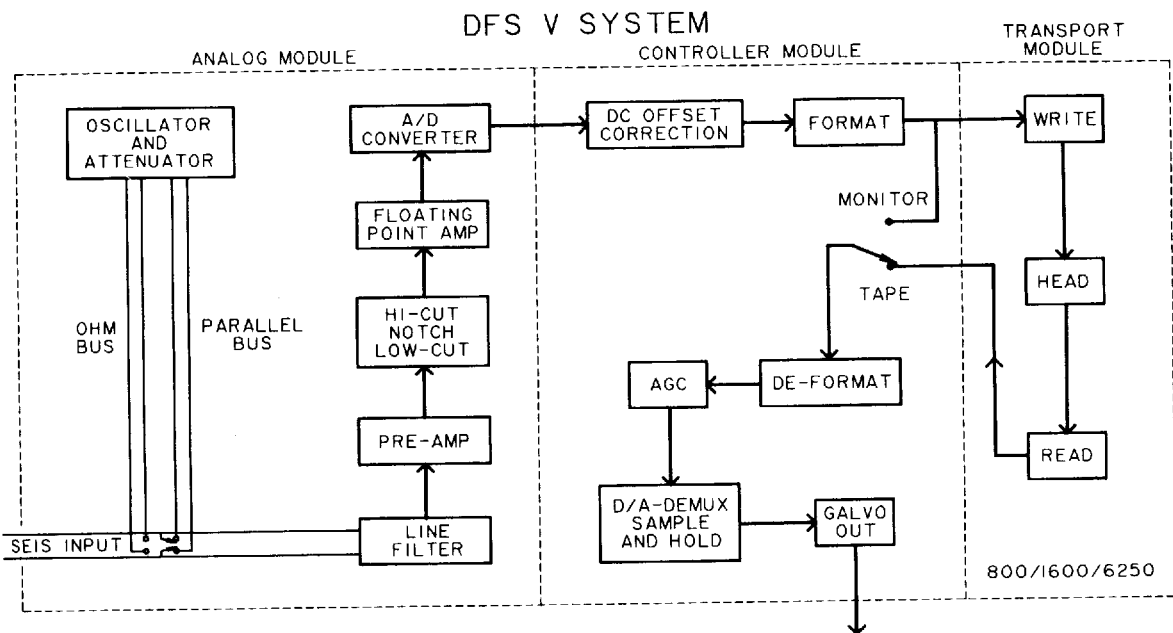 DFS V SYSTEM
ANALOG MODULE
CONTROLLER MODULE
TRANSPORT
MODULE
OSCILLATOR
AND
ATTENUATOR
A/D
CONVERTER
DC OFFSET
CORRECTION
FORMAT
WRITE
FLOATING
POINT AMP
MONITOR
TAPE
HEAD
OHM
BUS
PARALLEL
BUS
HI-CUT
NOTCH
LOW-CUT
AGC
DE-FORMAT
PRE-AMP
READ
SEIS INPUT
LINE
FILTER
D/A-DEMUX
SAMPLE
AND HOLD
GALVO
OUT
800/1600/6250